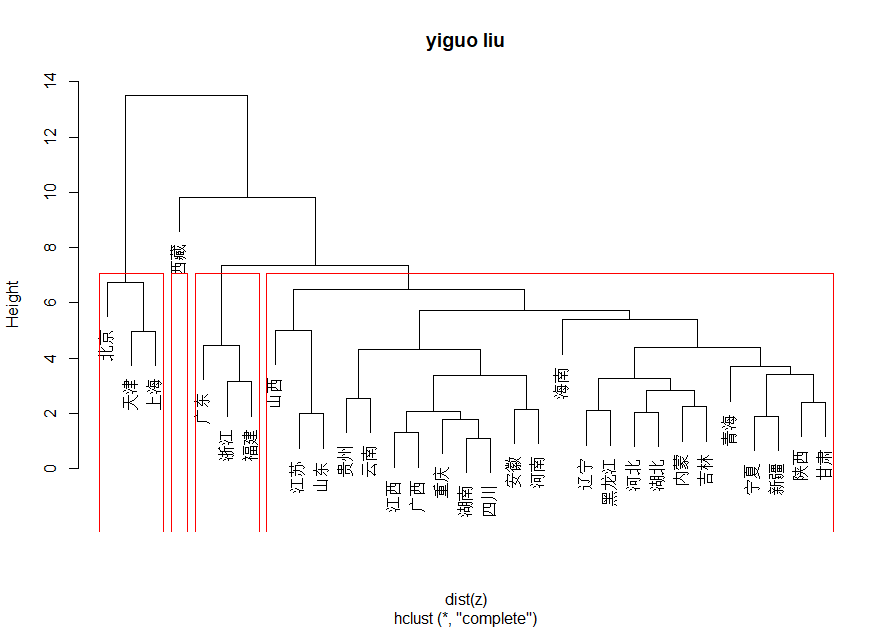 yiguo liu
14
12
10
8
6
4
2
0
Height
北京
天津
上海
西藏
广东
浙江
福建
山西
江苏
山东
贵州
云南
江西
广西
重庆
湖南
四川
安徽
河南
海南
辽宁
黑龙江
河北
湖北
内蒙
吉林
青海
宁夏
新疆
陕西
甘肃
dist(z)
hclust (*, "complete")